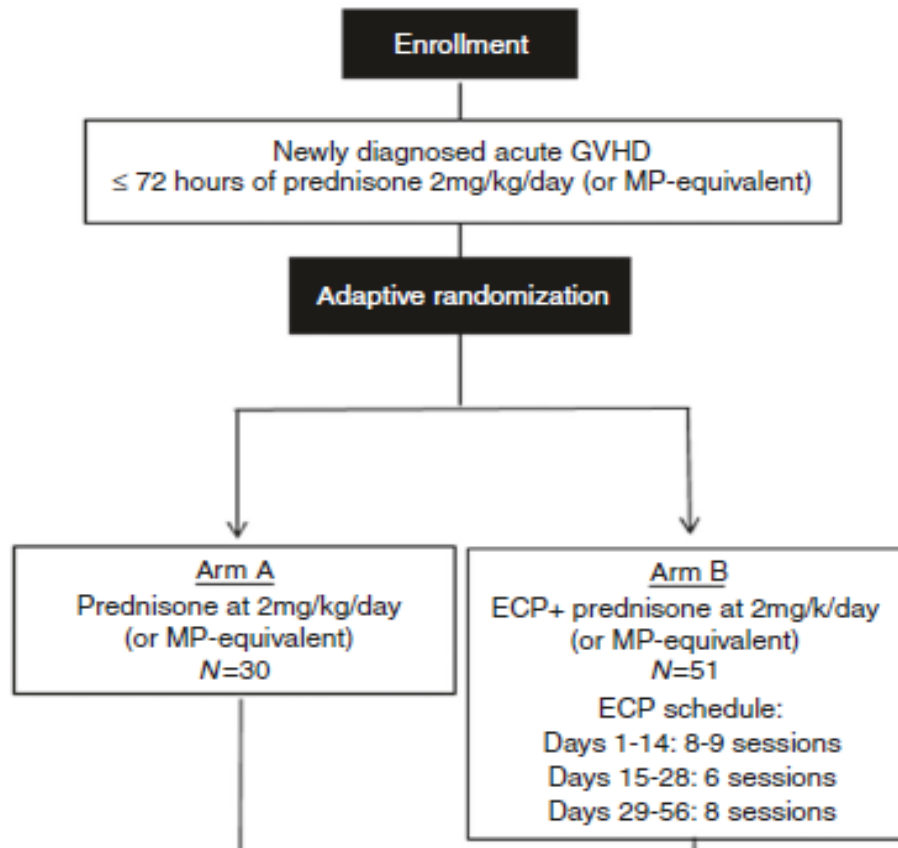 Enrollment
Newly diagnosed acute GVHD
≤ 72 hours of prednisone 2mg/kg/day (or MP-equivalent)
Adaptive randomization
Arm A
Prednisone at 2mg/kg/day
(or MP-equivalent)
N=30
Arm B
ECP+ prednisone at 2mg/k/day
(or MP-equivalent)
N=51
ECP schedule:
Days 1-14: 8-9 sessions
Days 15-28: 6 sessions
Days 29-56: 8 sessions